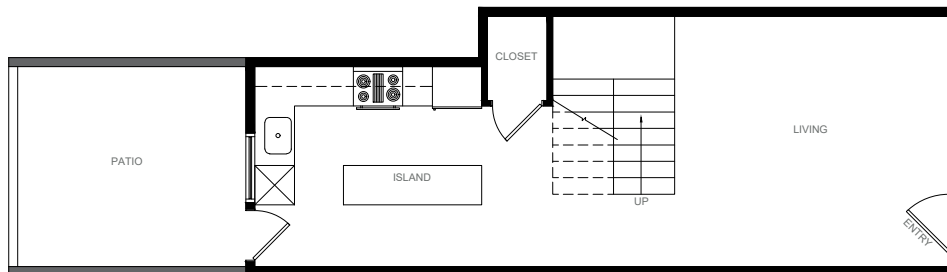 CLOSET
LIVING
PATIO
ISLAND
UP
ENTRY